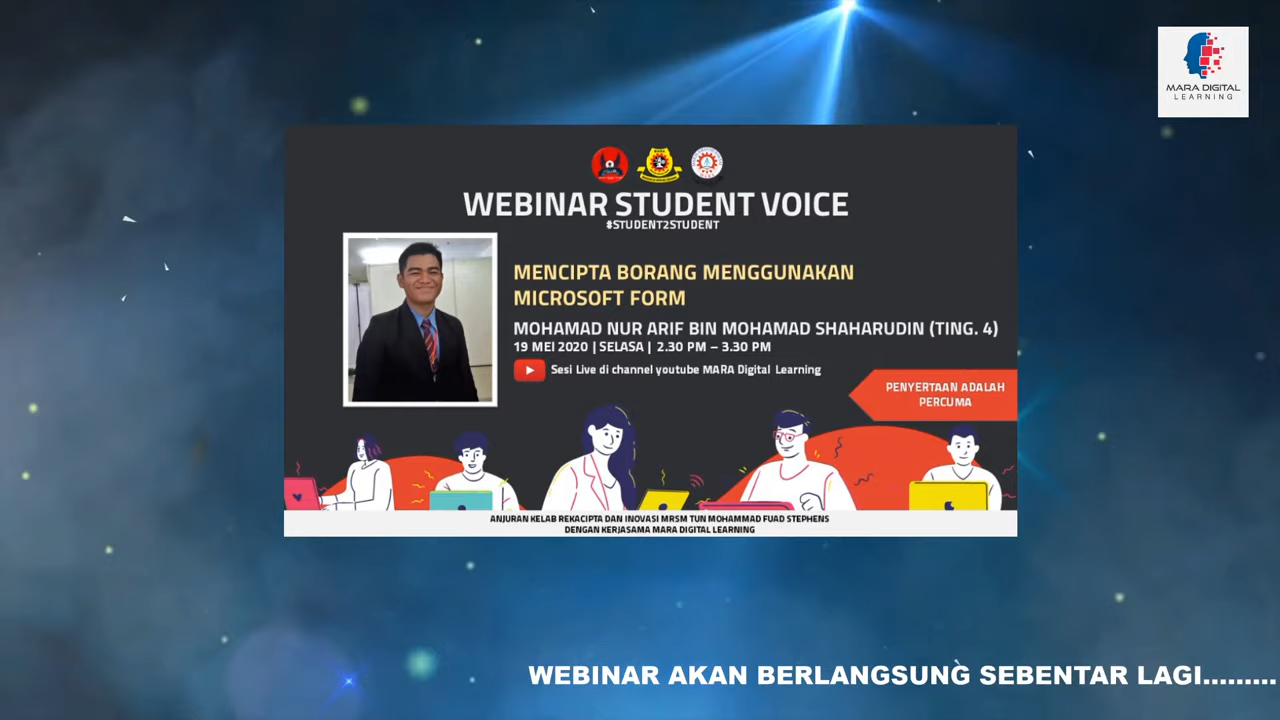 MARA DIGITAL
LEARNING
WEBINAR STUDENT VOICE
#STUDENT2STUDENT
MENCIPTA BORANG MENGGUNAKAN
MICROSOFT FORM
MOHAMAD NUR ARIF BIN MOHAMAD SHAHARUDIN (TING. 4)
19 MEI 2020 | SELASA | 2.30 PM – 3.30 PM
Sesi Live di channel youtube MARA Digital Learning
PENYERTAAN ADALAH
PERCUMA
ANJURAN KELAB REKACIPTA DAN INOVASI MRSM TUN MOHAMMAD FUAD STEPHENS
DENGAN KERJASAMA MARA DIGITAL LEARNING
WEBINAR AKAN BERLANGSUNG SEBENTAR LAGI.........